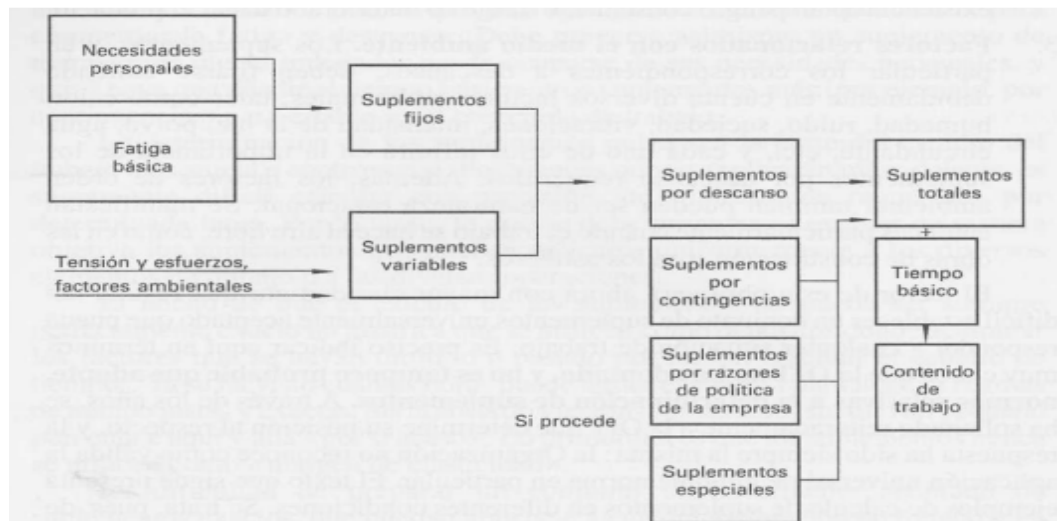 Necesidades
personales
Fatiga
básica
Tensión y esfuerzos,
factores ambientales
Suplementos
fijos
Suplementos
variables
Suplementos
por descanso
Suplementos
por
contingencias
Si procede
Suplementos
por razones
de política
de la empresa
Suplementos
especiales
Suplementos
totales
+
Tiempo
básico
Contenido
de
trabajo